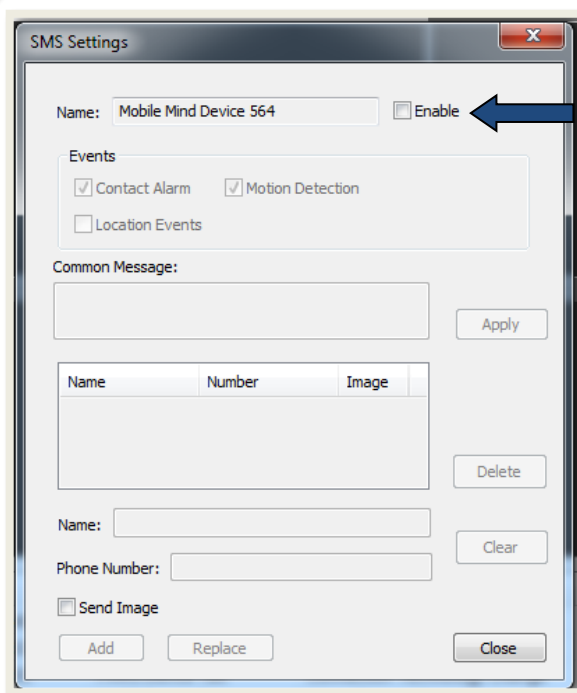 SMS Settings
Name: Mobile Mind Device 564 Enable
Events
Contact Alarm Motion Detection
Location Events
Common Message:
Apply
Name Number Image
Delete
Name:
Clear
Phone Number:
Send Image
Add Replace Close